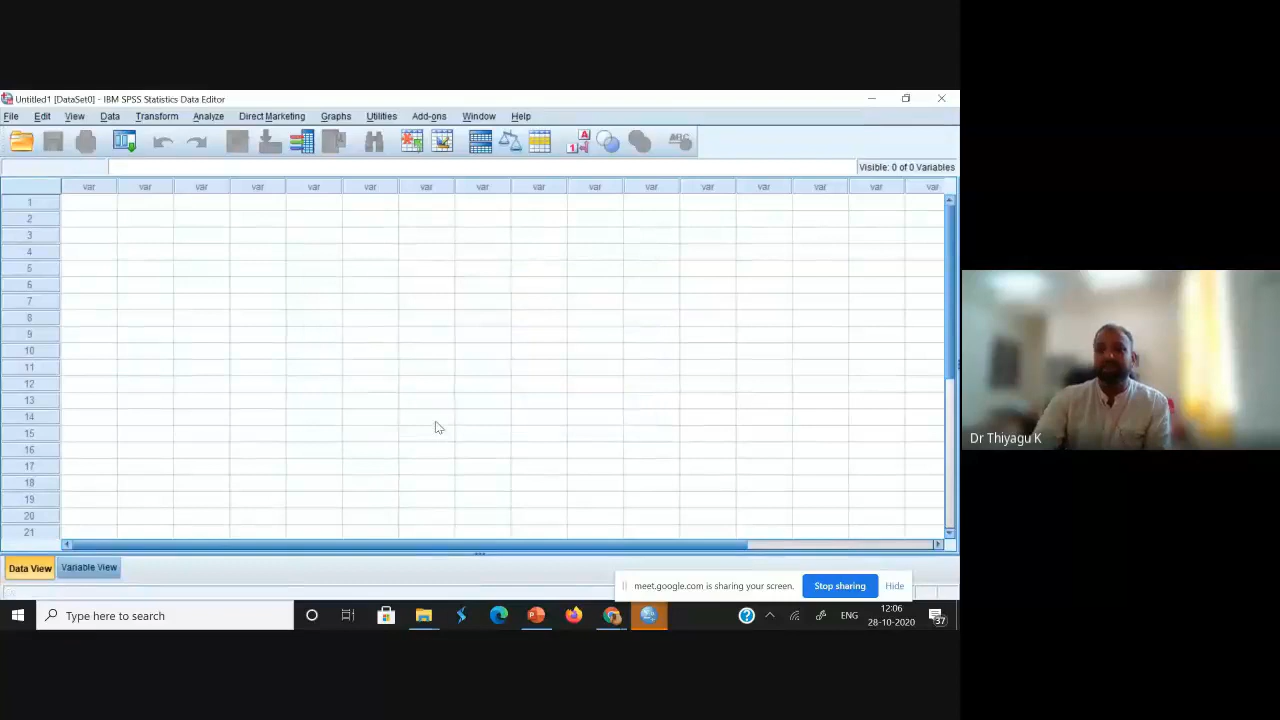 Untitled1 [DataSet0] - IBM SPSS Statistics Data Editor
File Edit View Data Transform Analyze Direct Marketing Graphs Utilities Add-ons Window Help
Visible: 0 of 0 Variables
var var var var var var var var var var var var var var var var
1
2
3
4
5
6
7
8
9
10
11
12
13
14
15
16
17
18
19
20
21
Dr Thiyagu K
Data View Variable View
meet.google.com is sharing your screen. Stop sharing Hide
Type here to search
ENG
12:06
28-10-2020
37